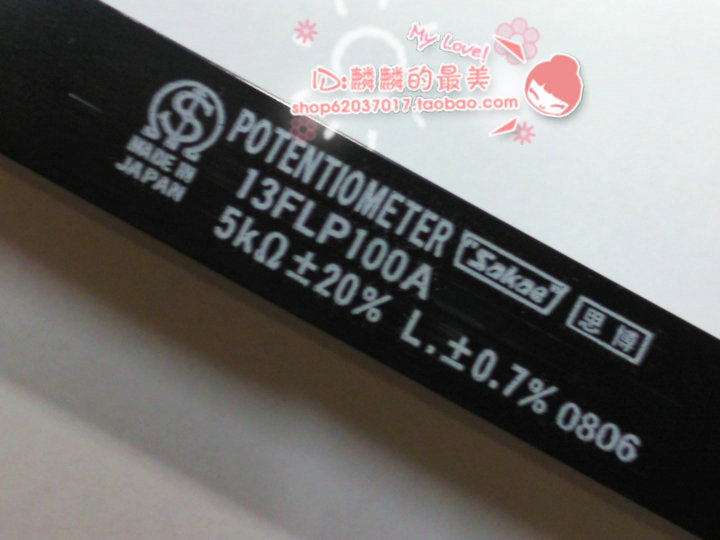 My Love!
ID:麟麟的最美
shop62037017.taobao.com
MADE IN
JAPAN
POTENTIOMETER
13FLP100A "Sakae" 思博
5kΩ±20% L.±0.7% 0806